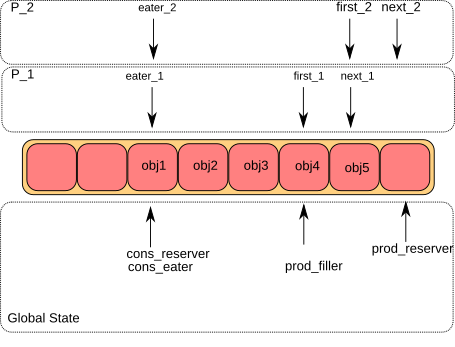 P_2
eater_2 first_2 next_2
P_1
eater_1 first_1 next_1
obj1 obj2 obj3 obj4 obj5
cons_reserver prod_reserver
cons_eater prod_filler
Global State